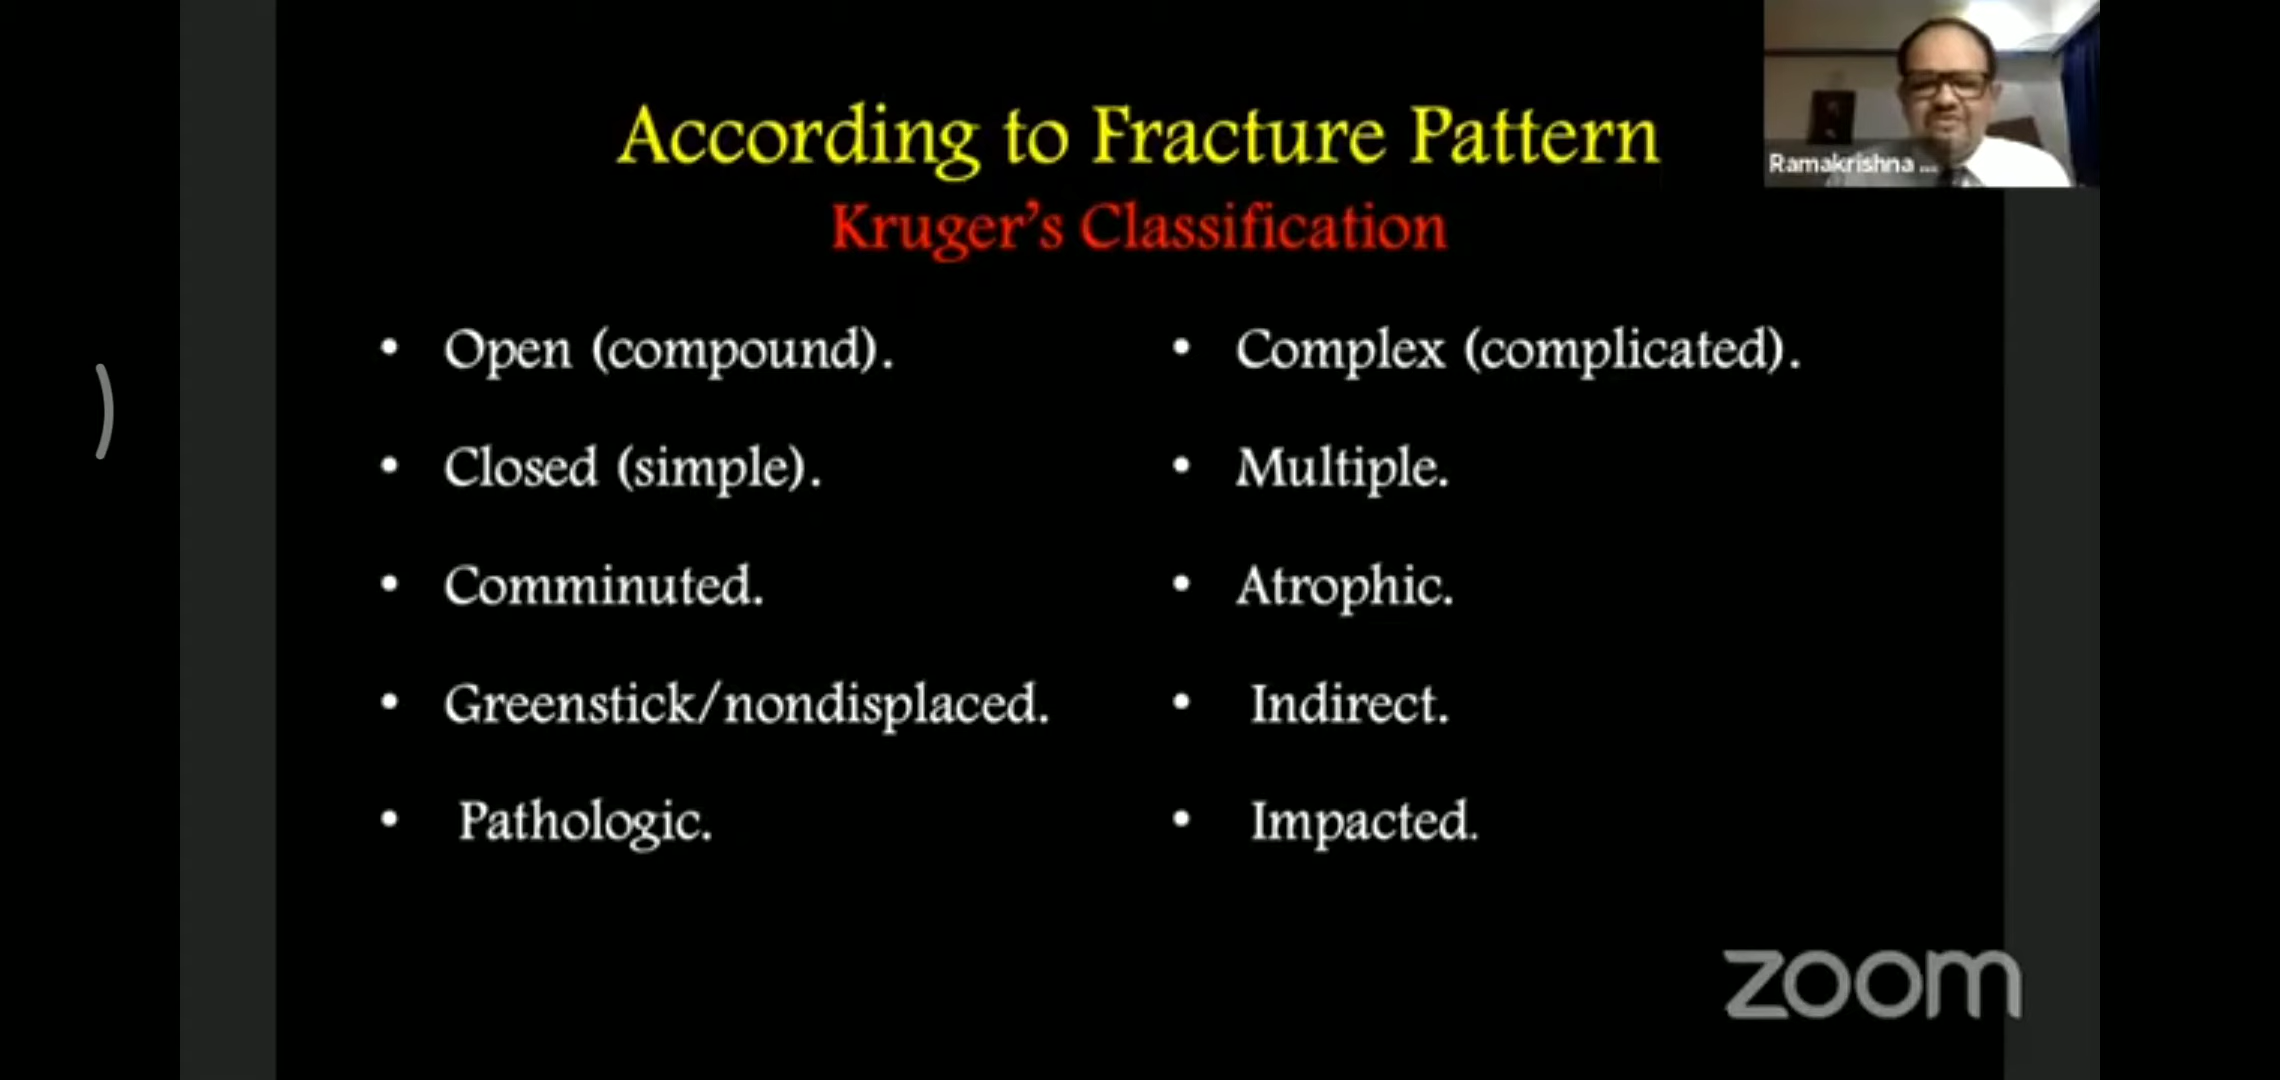 According to Fracture Pattern
Kruger's Classification
Ramakrishna ...
• Open (compound).
• Closed (simple).
• Comminuted.
• Greenstick/nondisplaced.
• Pathologic.
• Complex (complicated).
• Multiple.
• Atrophic.
• Indirect.
• Impacted.
zoom